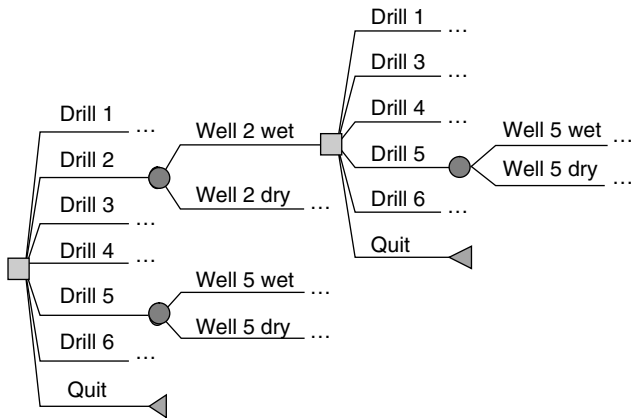 Drill 1 …
Drill 2
Well 2 wet
Well 2 dry …
Drill 3 …
Drill 4 …
Drill 5
Well 5 wet …
Well 5 dry …
Drill 6 …
Quit
Drill 1 …
Drill 3 …
Drill 4 …
Drill 5
Well 5 wet …
Well 5 dry …
Drill 6 …
Quit